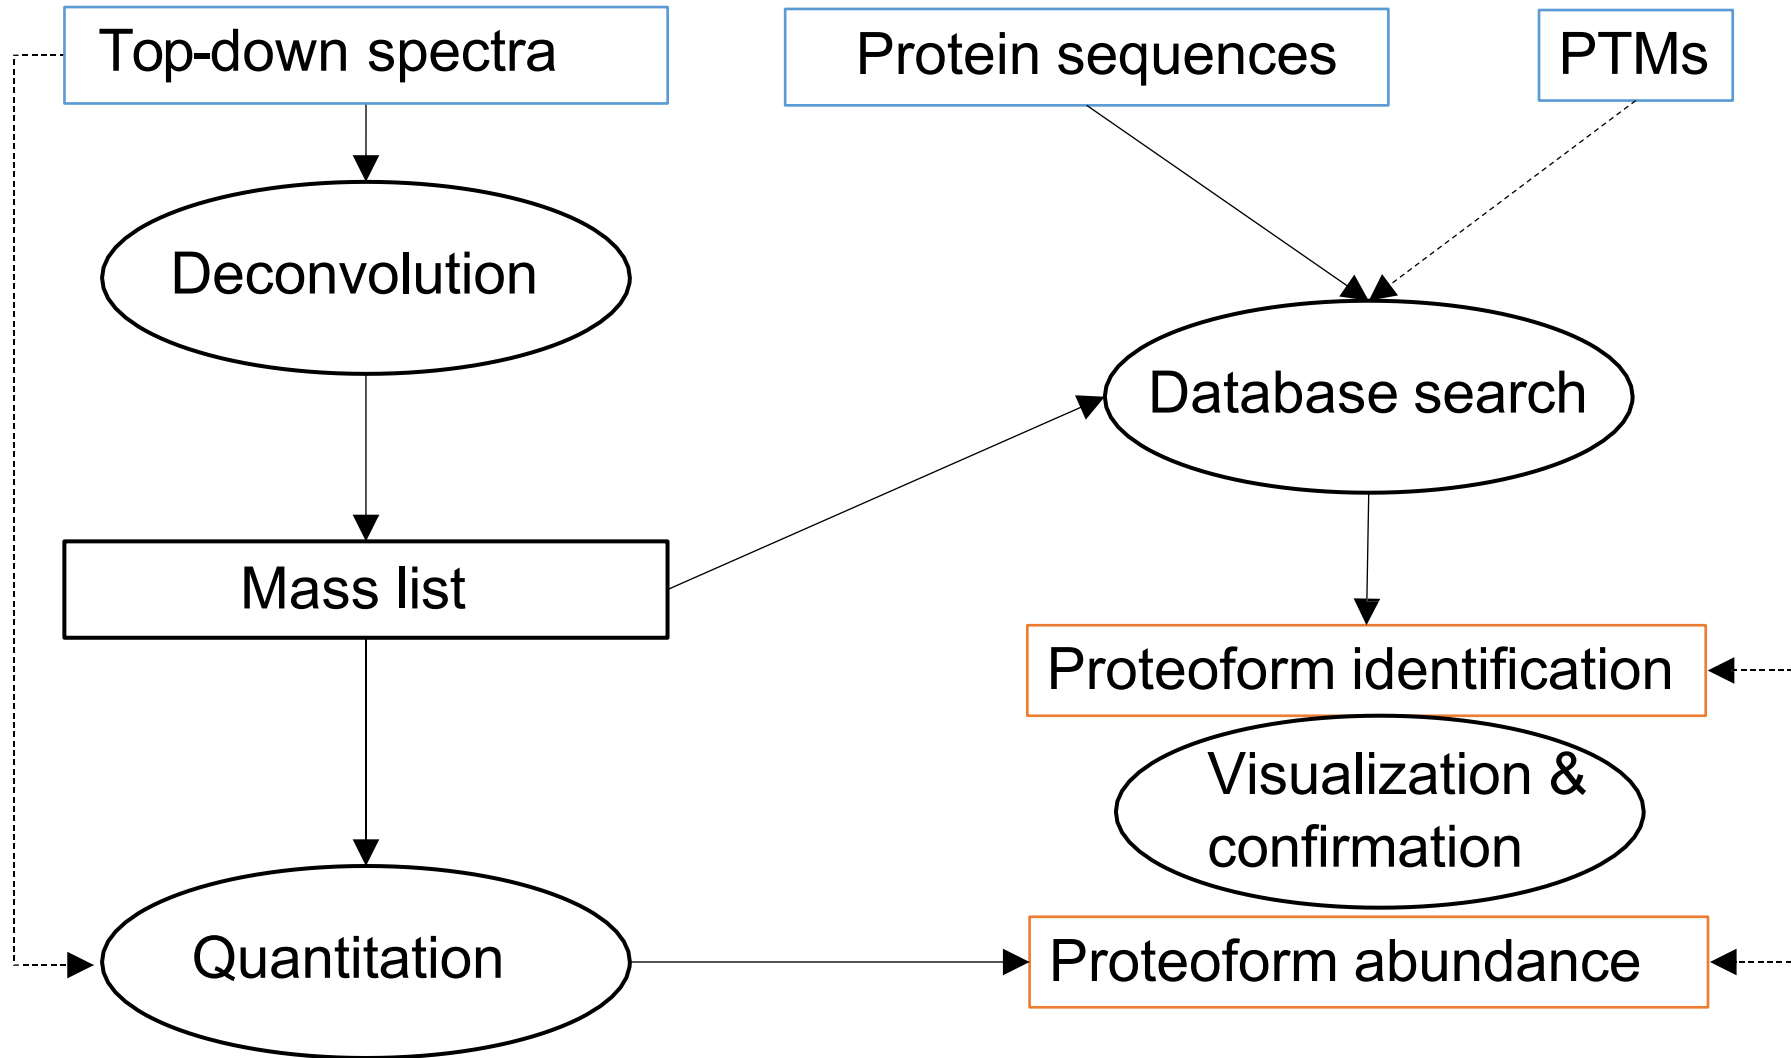 Top-down spectra
Protein sequences
PTMs
Deconvolution
Database search
Mass list
Proteoform identification
Visualization &
confirmation
Quantitation
Proteoform abundance